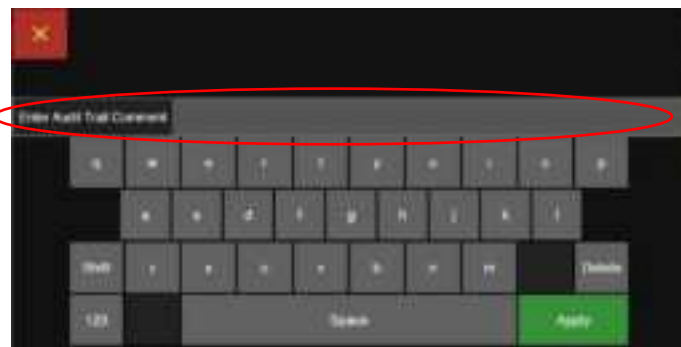 Enter Audit Trail Comment
q w e r t y u i o p
a s d f g h j k l
Shift z x c v b n m Delete
123 Space Apply